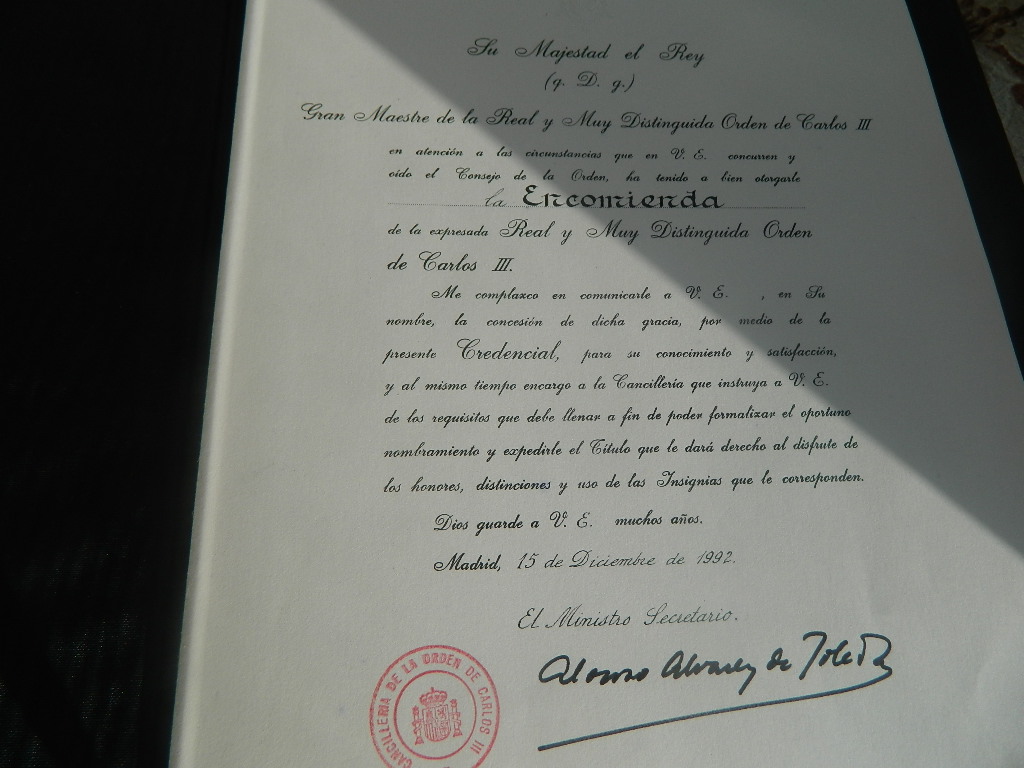 Su Majestad el Rey
(q. D. g.)
Gran Maestre de la Real y Muy Distinguida Orden de Carlos III
en atención a las circunstancias que en V. E. concurren y
oído el Consejo de la Orden, ha tenido a bien otorgarle
la Encomienda
de la expresada Real y Muy Distinguida Orden
de Carlos III.
Me complazco en comunicarle a V. E. , en Su
nombre, la concesión de dicha gracia, por medio de la
presente Credencial, para su conocimiento y satisfacción,
y al mismo tiempo encargo a la Cancillería que instruya a V. E.
de los requisitos que debe llenar a fin de poder formalizar el oportuno
nombramiento y expedirle el Título que le dará derecho al disfrute de
los honores, distinciones y uso de las Insignias que le corresponden.
Dios guarde a V. E. muchos años.
Madrid, 15 de Diciembre de 1992.
El Ministro Secretario.
Alonso Alvarez de Toledo
CANCILLERIA DE LA ORDEN DE CARLOS III